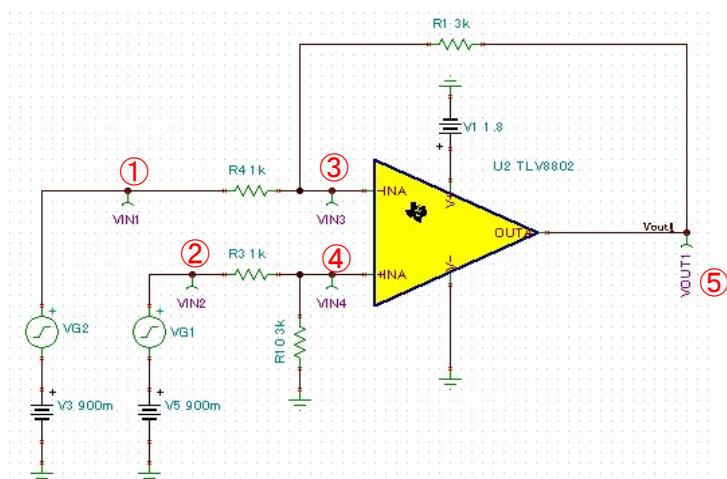 R1 3k
V1 1.8
+
U2 TLV8802
①
R4 1k
③
VIN1
VIN3
-INA
V+
②
R3 1k
④
VIN2
VIN4
+INA
V-
OUTA
Vout1
VOUT1
⑤
R10 3k
+
VG2
+
VG1
+
V3 900m
+
V5 900m